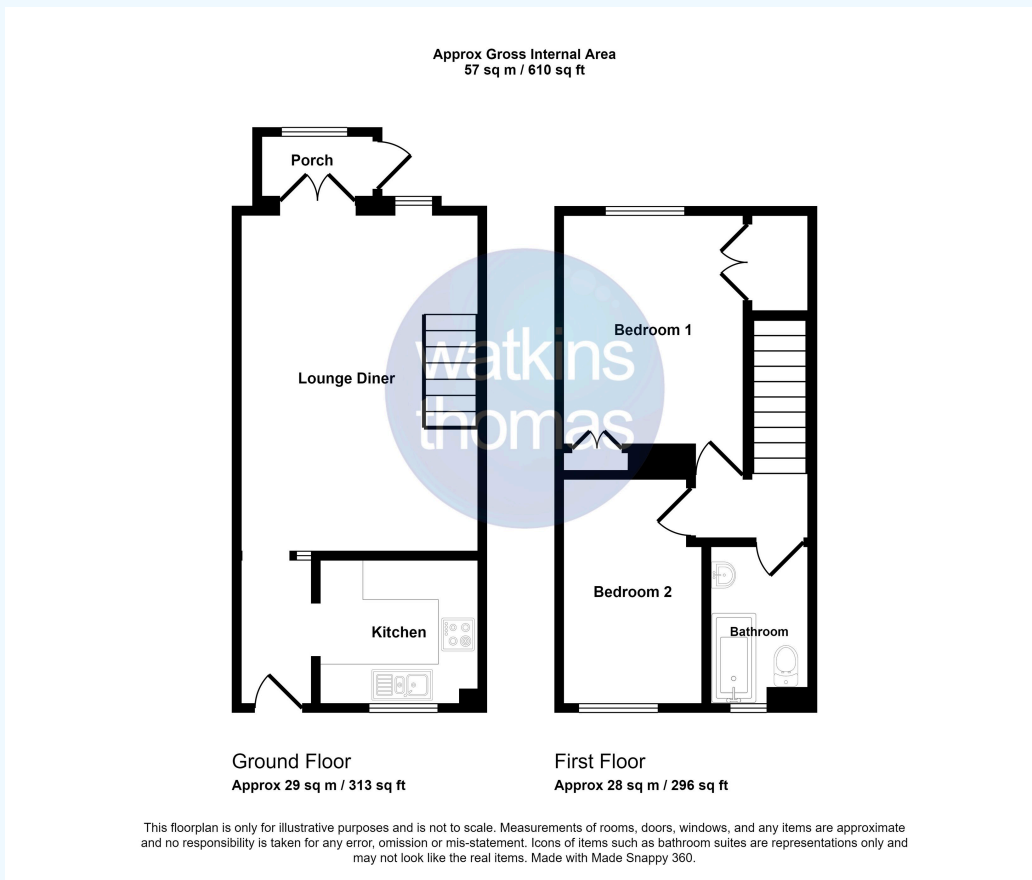 Approx Gross Internal Area
57 sq m / 610 sq ft
Porch
Lounge Diner
Kitchen
Bedroom 1
Bedroom 2
Bathroom
watkins
thomas
Ground Floor
Approx 29 sq m / 313 sq ft
First Floor
Approx 28 sq m / 296 sq ft
This floorplan is only for illustrative purposes and is not to scale. Measurements of rooms, doors, windows, and any items are approximate
and no responsibility is taken for any error, omission or mis-statement. Icons of items such as bathroom suites are representations only and
may not look like the real items. Made with Made Snappy 360.